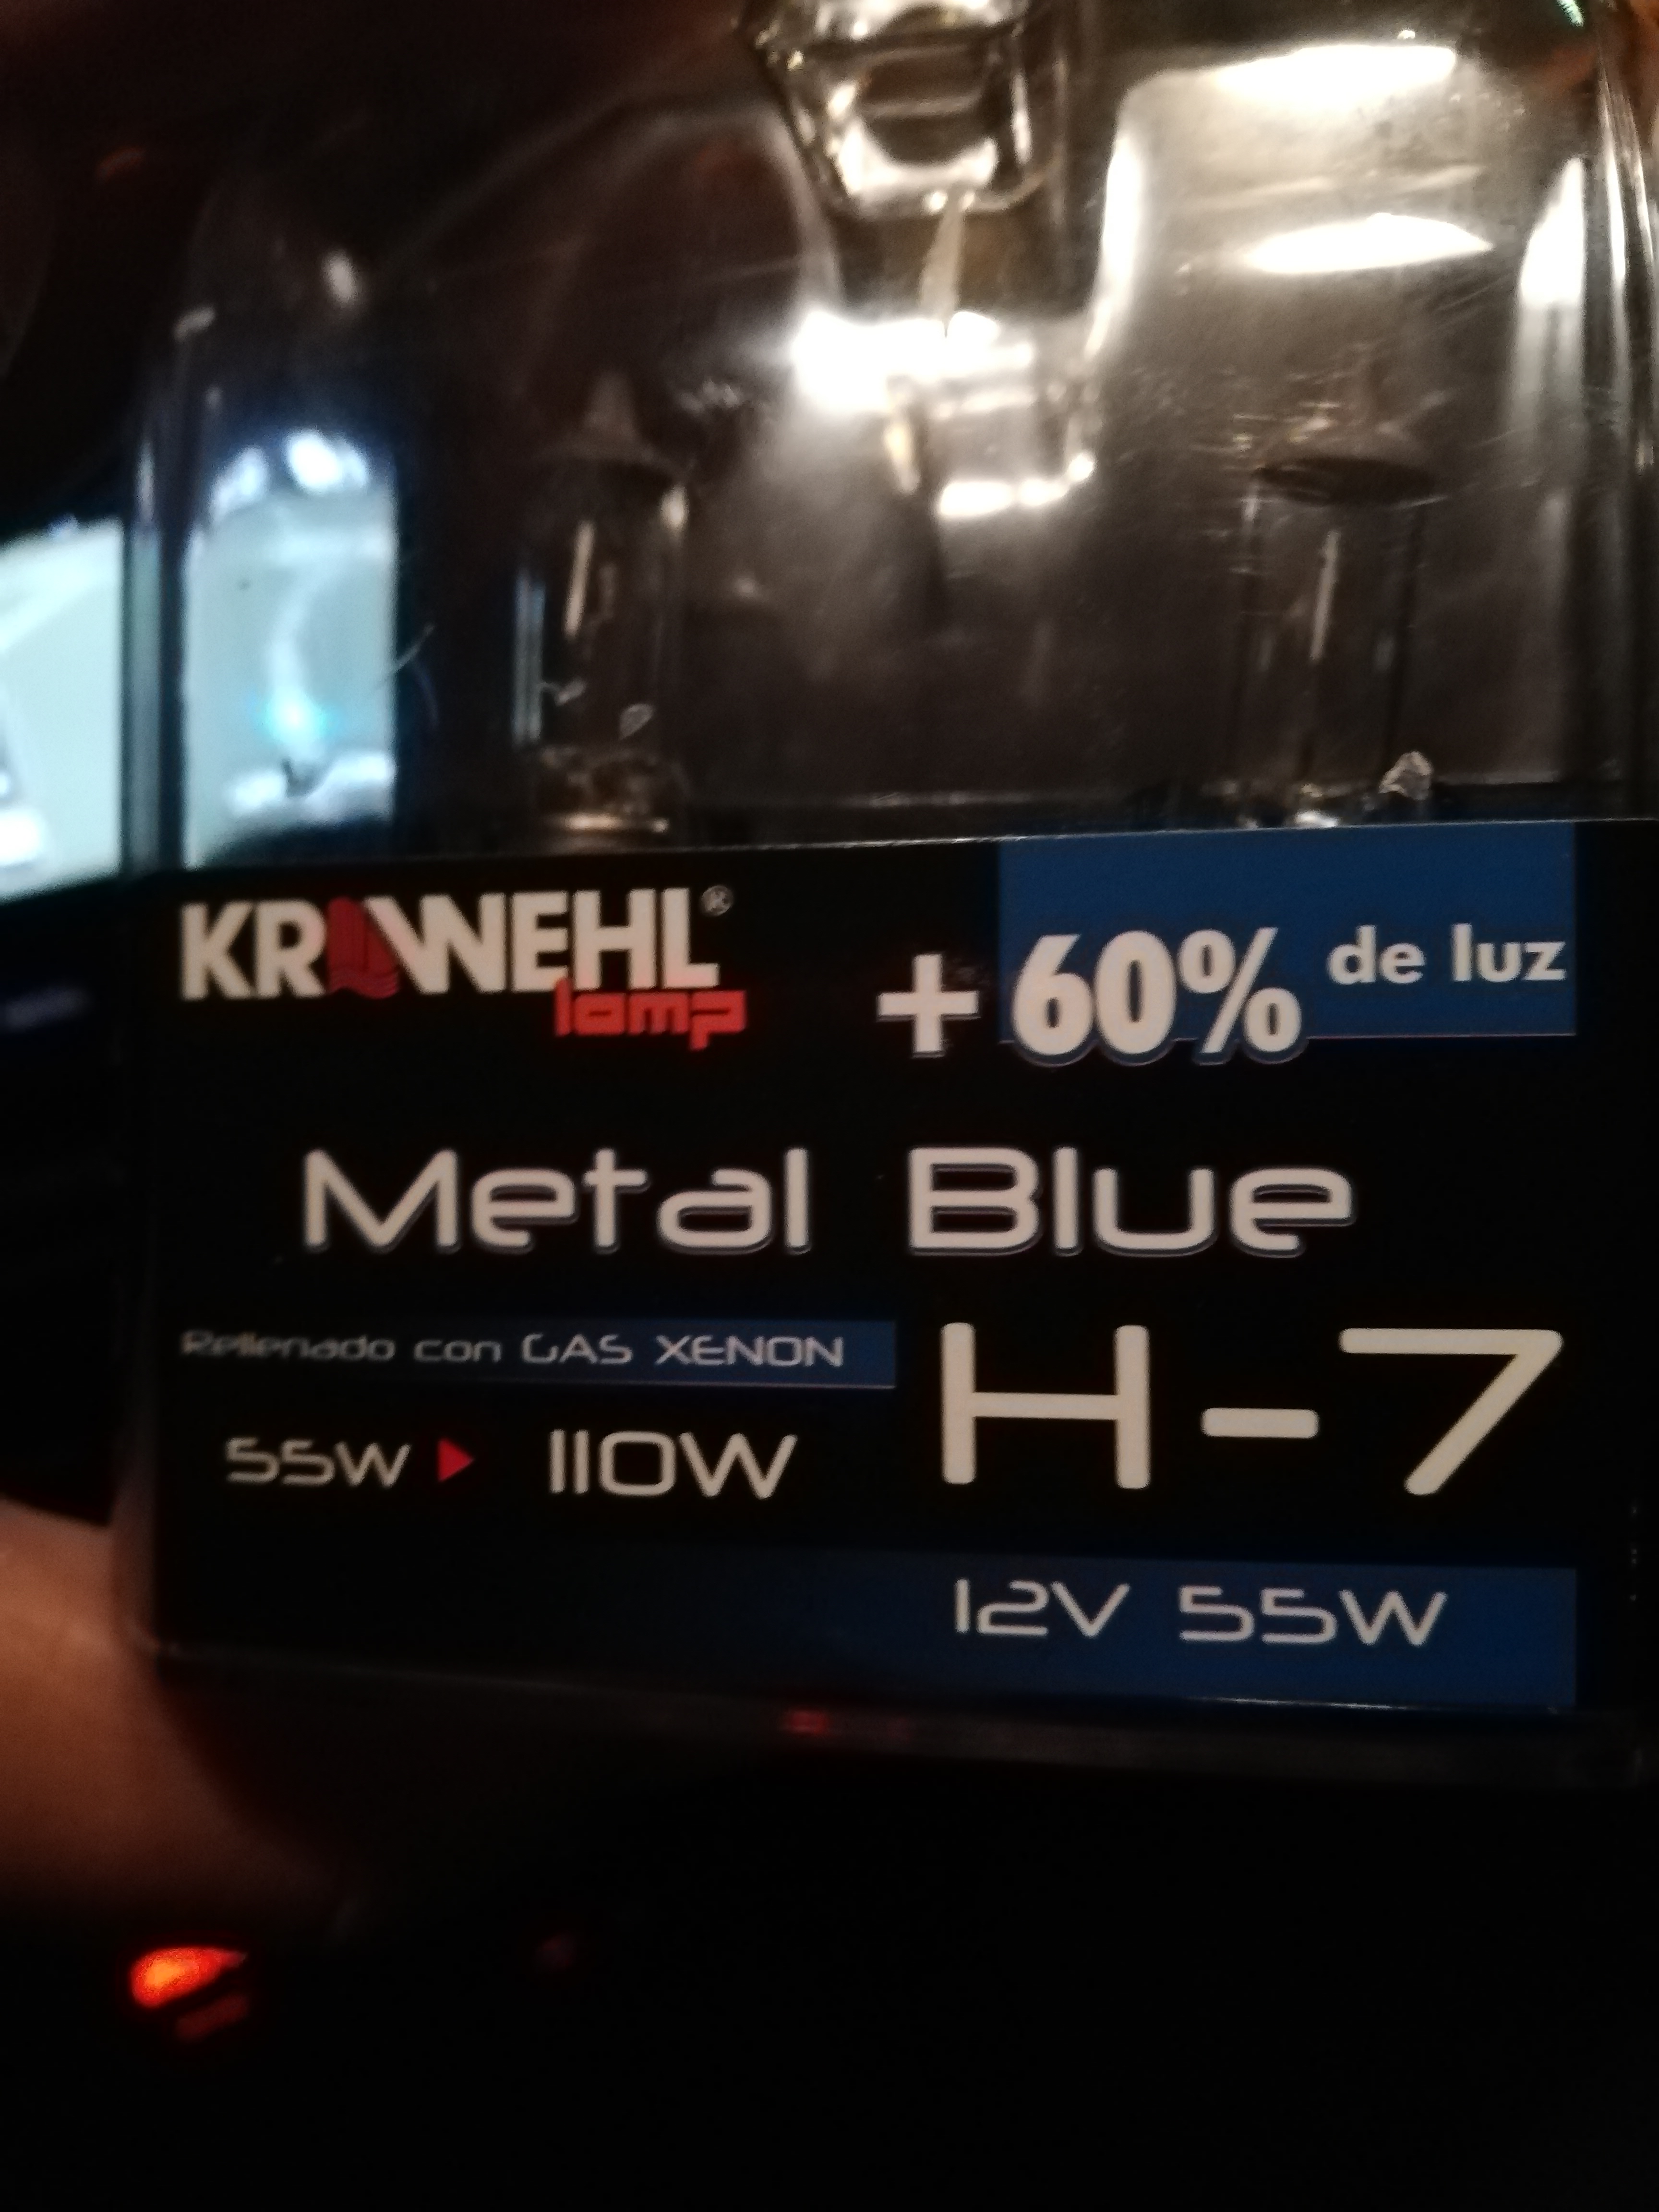 KRAWEHL®
lamp
+60% de luz
Metal Blue
Rellenado con GAS XENON
H-7
55W 110W
12V 55W